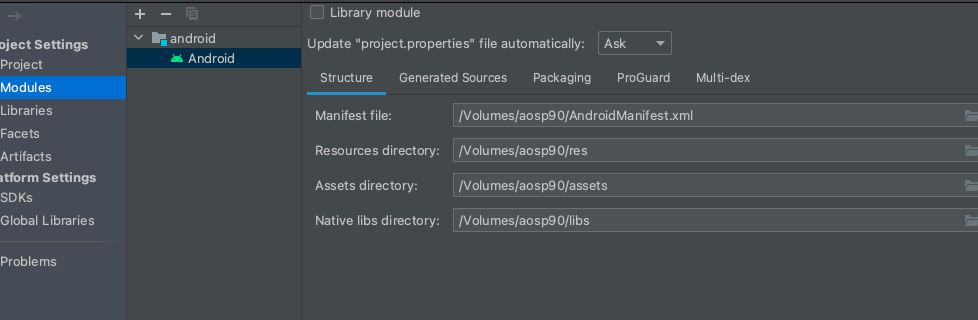 Library module
oject Settings
android
Update "project.properties" file automatically:
Ask
Project
Android
Modules
Structure
Generated Sources
Packaging
ProGuard
Multi-dex
Libraries
Manifest file:
/Volumes/aosp90/AndroidManifest.xml
Facets
Resources directory:
/Volumes/aosp90/res
Artifacts
atform Settings
Assets directory:
/Volumes/aosp90/assets
SDKs
Global Libraries
Native libs directory:
/Volumes/aosp90/libs
Problems